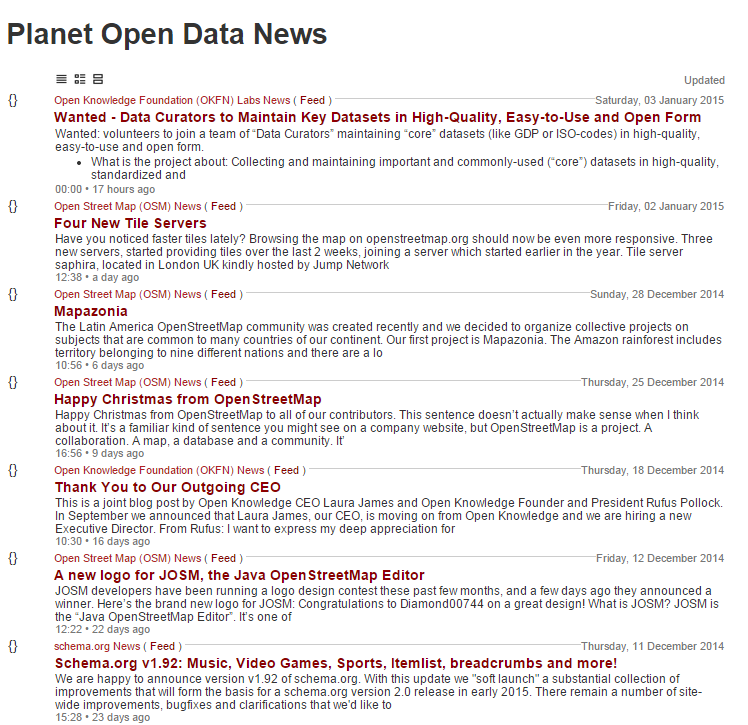 Planet Open Data News
Updated
{} Open Knowledge Foundation (OKFN) Labs News ( Feed ) Saturday, 03 January 2015
Wanted - Data Curators to Maintain Key Datasets in High-Quality, Easy-to-Use and Open Form
Wanted: volunteers to join a team of “Data Curators” maintaining “core” datasets (like GDP or ISO-codes) in high-quality,
easy-to-use and open form.
• What is the project about: Collecting and maintaining important and commonly-used (“core”) datasets in high-quality,
standardized and
00:00 • 17 hours ago
{} Open Street Map (OSM) News ( Feed ) Friday, 02 January 2015
Four New Tile Servers
Have you noticed faster tiles lately? Browsing the map on openstreetmap.org should now be even more responsive. Three
new servers, started providing tiles over the last 2 weeks, joining a server which started earlier in the year. Tile server
saphira, located in London UK kindly hosted by Jump Network
12:38 • a day ago
{} Open Street Map (OSM) News ( Feed ) Sunday, 28 December 2014
Mapazonia
The Latin America OpenStreetMap community was created recently and we decided to organize collective projects on
subjects that are common to many countries of our continent. Our first project is Mapazonia. The Amazon rainforest includes
territory belonging to nine different nations and there are a lo
10:56 • 6 days ago
{} Open Street Map (OSM) News ( Feed ) Thursday, 25 December 2014
Happy Christmas from OpenStreetMap
Happy Christmas from OpenStreetMap to all of our contributors. This sentence doesn’t actually make sense when I think
about it. It’s a familiar kind of sentence you might see on a company website, but OpenStreetMap is a project. A
collaboration. A map, a database and a community. It’
16:56 • 9 days ago
{} Open Knowledge Foundation (OKFN) News ( Feed ) Thursday, 18 December 2014
Thank You to Our Outgoing CEO
This is a joint blog post by Open Knowledge CEO Laura James and Open Knowledge Founder and President Rufus Pollock.
In September we announced that Laura James, our CEO, is moving on from Open Knowledge and we are hiring a new
Executive Director. From Rufus: I want to express my deep appreciation for
10:30 • 16 days ago
{} Open Street Map (OSM) News ( Feed ) Friday, 12 December 2014
A new logo for JOSM, the Java OpenStreetMap Editor
JOSM developers have been running a logo design contest these past few months, and a few days ago they announced a
winner. Here’s the brand new logo for JOSM: Congratulations to Diamond00744 on a great design! What is JOSM? JOSM is
the “Java OpenStreetMap Editor”. It’s one of
12:22 • 22 days ago
{} schema.org News ( Feed ) Thursday, 11 December 2014
Schema.org v1.92: Music, Video Games, Sports, Itemlist, breadcrumbs and more!
We are happy to announce version v1.92 of schema.org. With this update we "soft launch" a substantial collection of
improvements that will form the basis for a schema.org version 2.0 release in early 2015. There remain a number of site-
wide improvements, bugfixes and clarifications that we'd like to
15:28 • 23 days ago